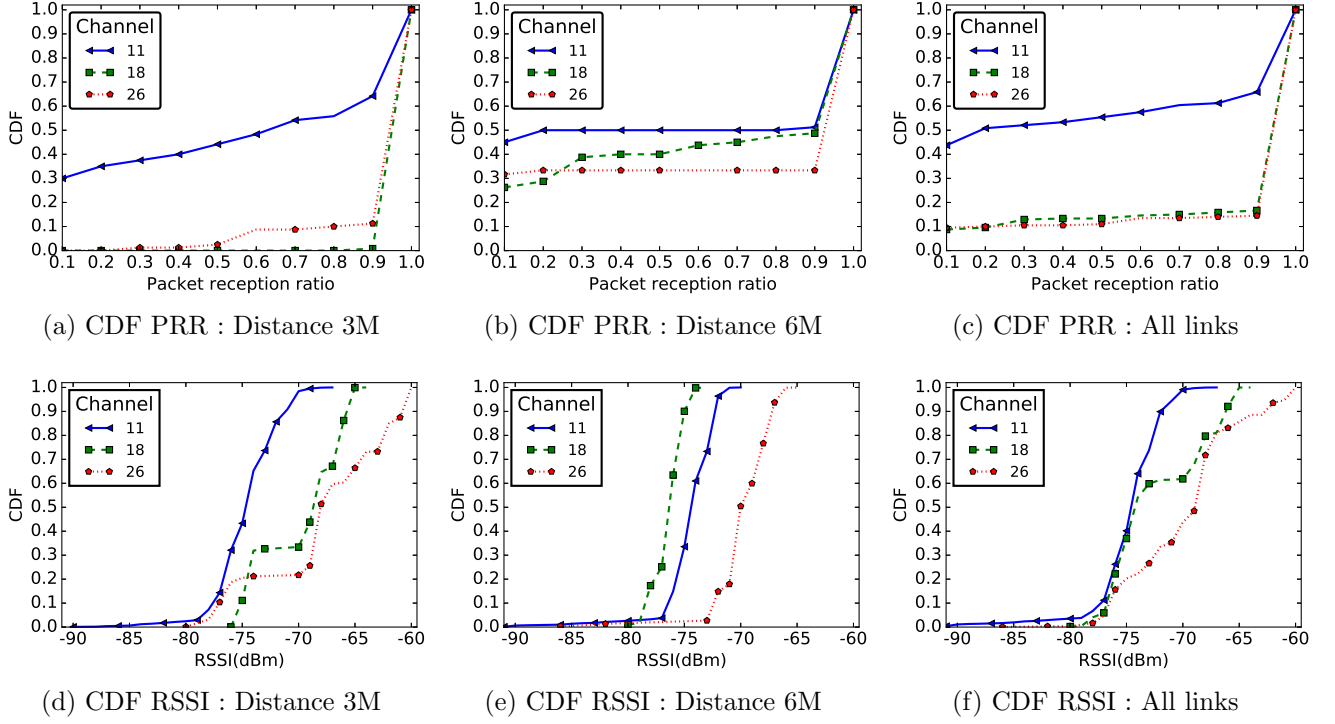 1.0
0.9
0.8
0.7
0.6
0.5
0.4
0.3
0.2
0.1
0.0
CDF
Channel
11
18
26
0.1 0.2 0.3 0.4 0.5 0.6 0.7 0.8 0.9 1.0
Packet reception ratio
(a) CDF PRR : Distance 3M
1.0
0.9
0.8
0.7
0.6
0.5
0.4
0.3
0.2
0.1
0.0
CDF
Channel
11
18
26
0.1 0.2 0.3 0.4 0.5 0.6 0.7 0.8 0.9 1.0
Packet reception ratio
(b) CDF PRR : Distance 6M
1.0
0.9
0.8
0.7
0.6
0.5
0.4
0.3
0.2
0.1
0.0
CDF
Channel
11
18
26
0.1 0.2 0.3 0.4 0.5 0.6 0.7 0.8 0.9 1.0
Packet reception ratio
(c) CDF PRR : All links
1.0
0.9
0.8
0.7
0.6
0.5
0.4
0.3
0.2
0.1
0.0
CDF
Channel
11
18
26
-90 -85 -80 -75 -70 -65 -60
RSSI(dBm)
(d) CDF RSSI : Distance 3M
1.0
0.9
0.8
0.7
0.6
0.5
0.4
0.3
0.2
0.1
0.0
CDF
Channel
11
18
26
-90 -85 -80 -75 -70 -65 -60
RSSI(dBm)
(e) CDF RSSI : Distance 6M
1.0
0.9
0.8
0.7
0.6
0.5
0.4
0.3
0.2
0.1
0.0
CDF
Channel
11
18
26
-90 -85 -80 -75 -70 -65 -60
RSSI(dBm)
(f) CDF RSSI : All links